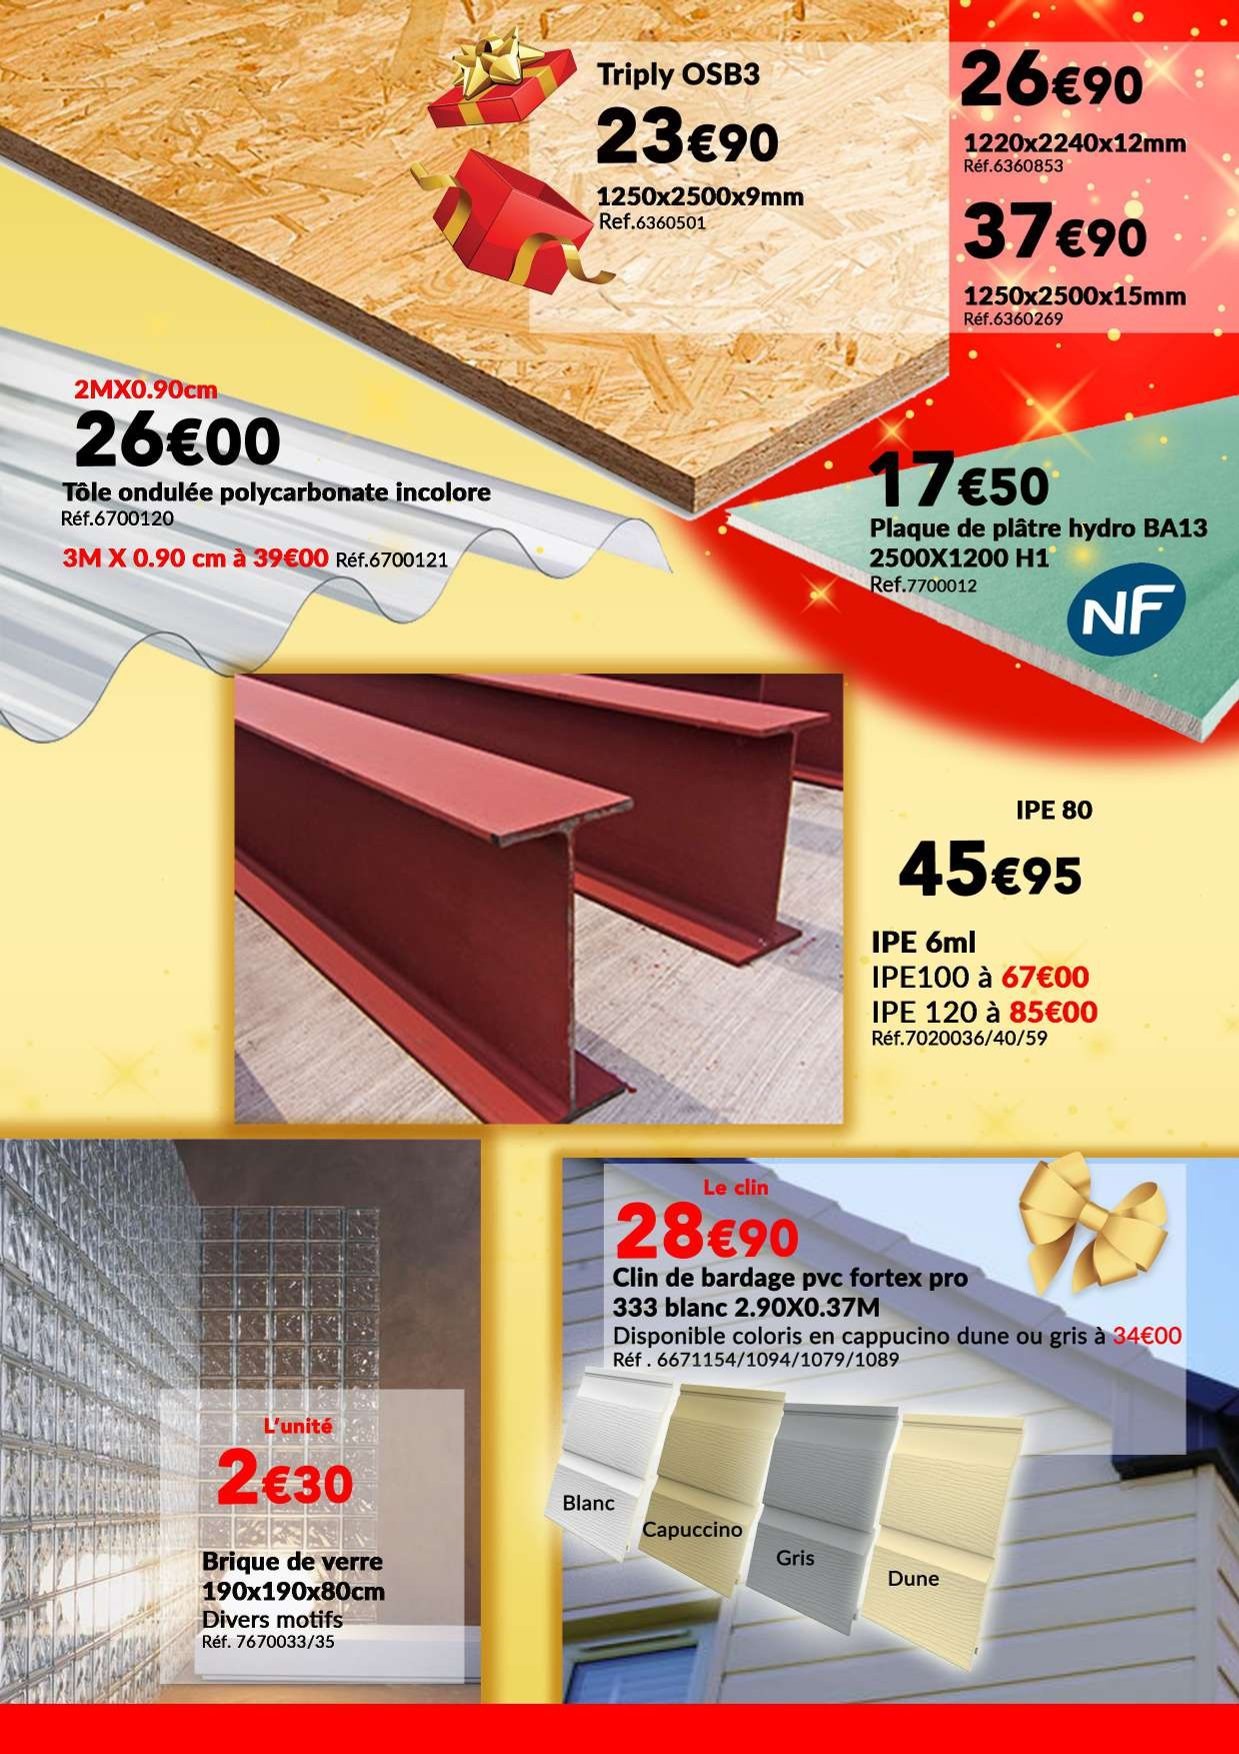 Triply OSB3
23€90
1250x2500x9mm
Ref.6360501
26€90
1220x2240x12mm
Réf.6360853
37€90
1250x2500x15mm
Réf.6360269
2MX0.90cm
26€00
Tôle ondulée polycarbonate incolore
Réf.6700120
3M X 0.90 cm à 39€00 Réf.6700121
17€50
Plaque de plâtre hydro BA13
2500X1200 H1
Ref.7700012
NF
IPE 80
45€95
IPE 6ml
IPE100 à 67€00
IPE 120 à 85€00
Réf.7020036/40/59
L'unité
2€30
Brique de verre
190x190x80cm
Divers motifs
Réf. 7670033/35
Le clin
28€90
Clin de bardage pvc fortex pro
333 blanc 2.90X0.37M
Disponible coloris en cappucino dune ou gris à 34€00
Réf . 6671154/1094/1079/1089
Blanc
Capuccino
Gris
Dune